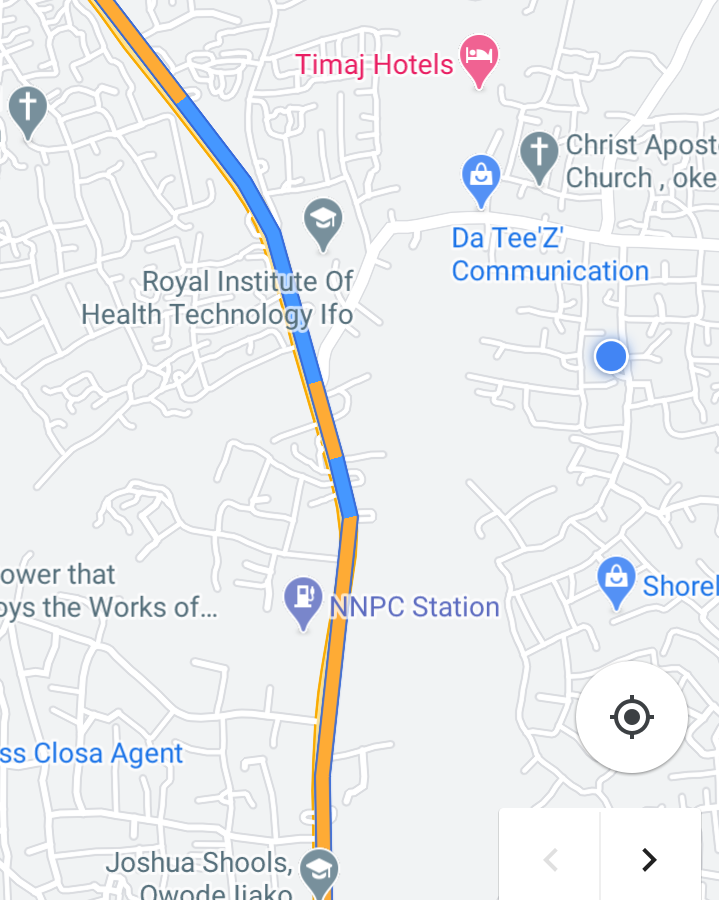 Timaj Hotels
Christ Aposto
Church , oke
Da Tee'Z'
Communication
Royal Institute Of
Health Technology Ifo
ower that
oys the Works of...
NNPC Station
Shorel
ss Closa Agent
Joshua Shools,
Owode Ijako